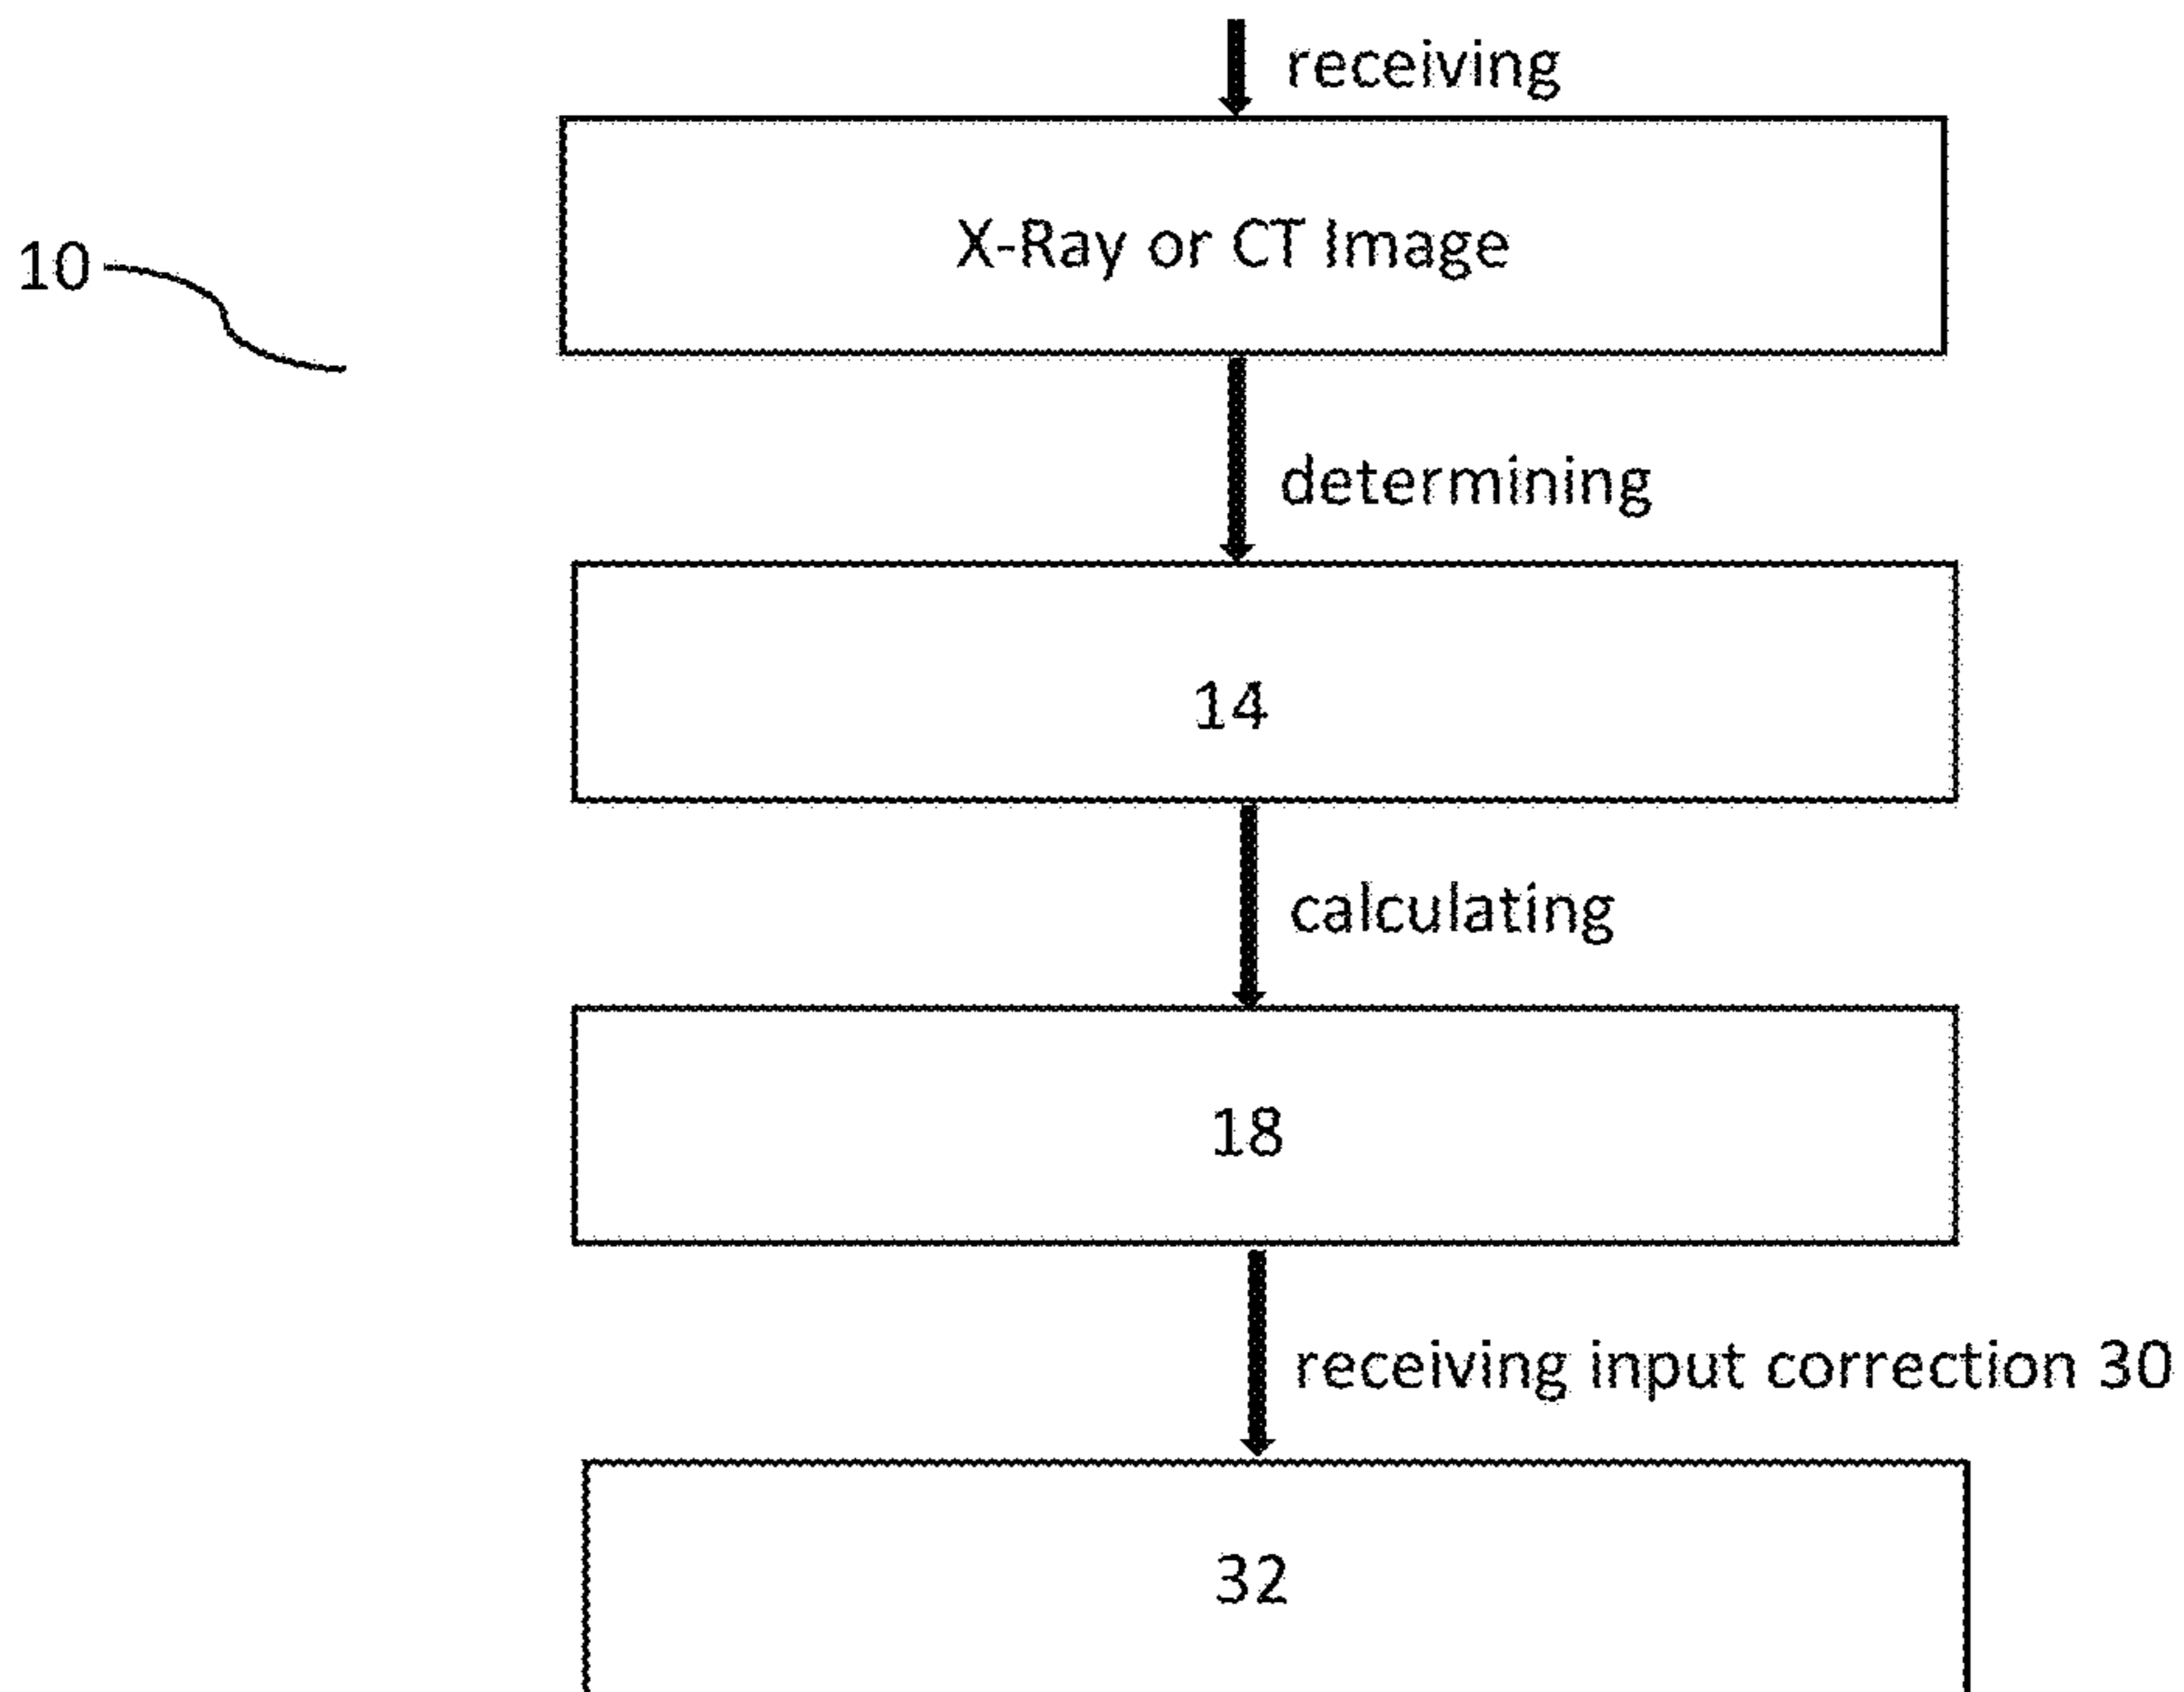 receiving
X-Ray or CT Image
10
determining
14
calculating
18
receiving input correction 30
32